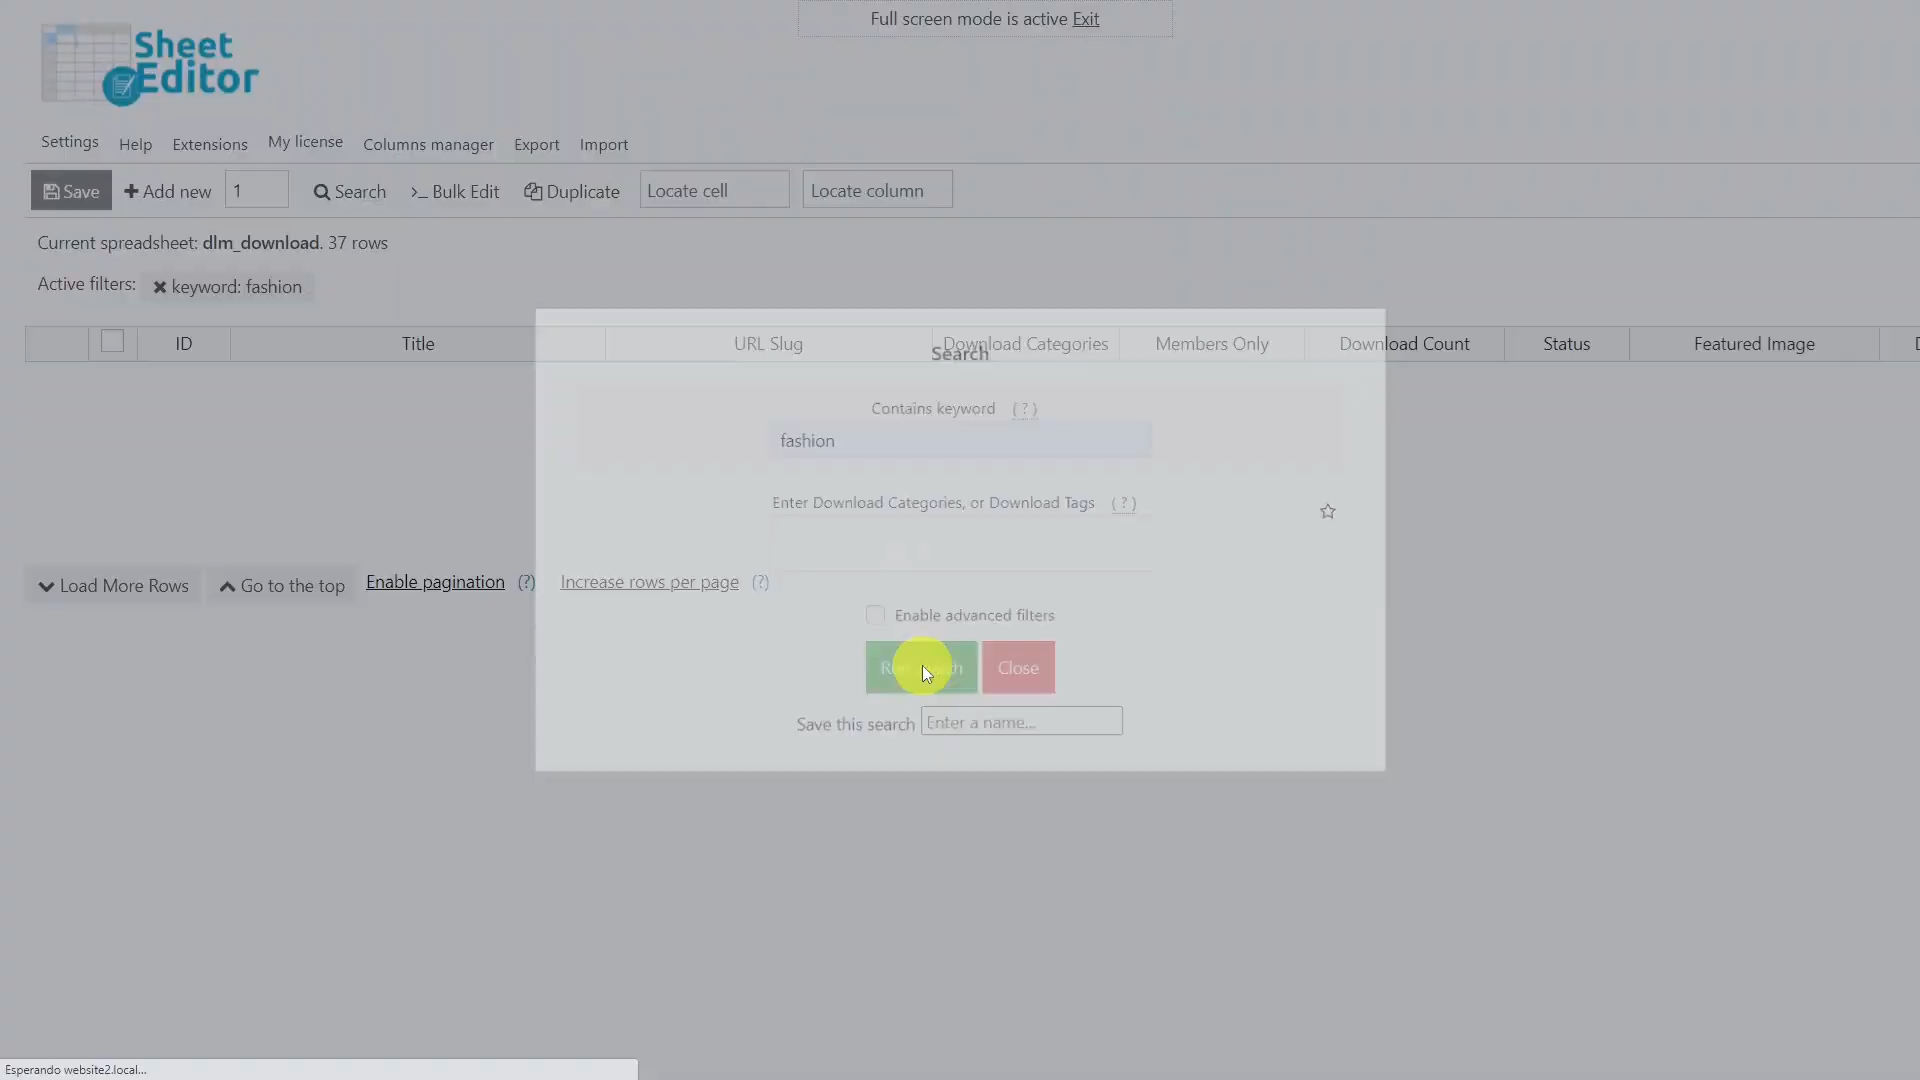 Full screen mode is active Exit
Sheet
Editor
Settings Help Extensions My license Columns manager Export Import
Save Add new 1 Search >_ Bulk Edit Duplicate Locate cell Locate column
Current spreadsheet: dlm_download. 37 rows
Active filters: keyword: fashion
ID Title URL Slug Download Categories Members Only Download Count Status Featured Image
Search
Contains keyword (?)
fashion
Enter Download Categories, or Download Tags (?)
Load More Rows Go to the top Enable pagination (?) Increase rows per page (?)
Enable advanced filters
Close
Save this search Enter a name...
Esperando website2.local...